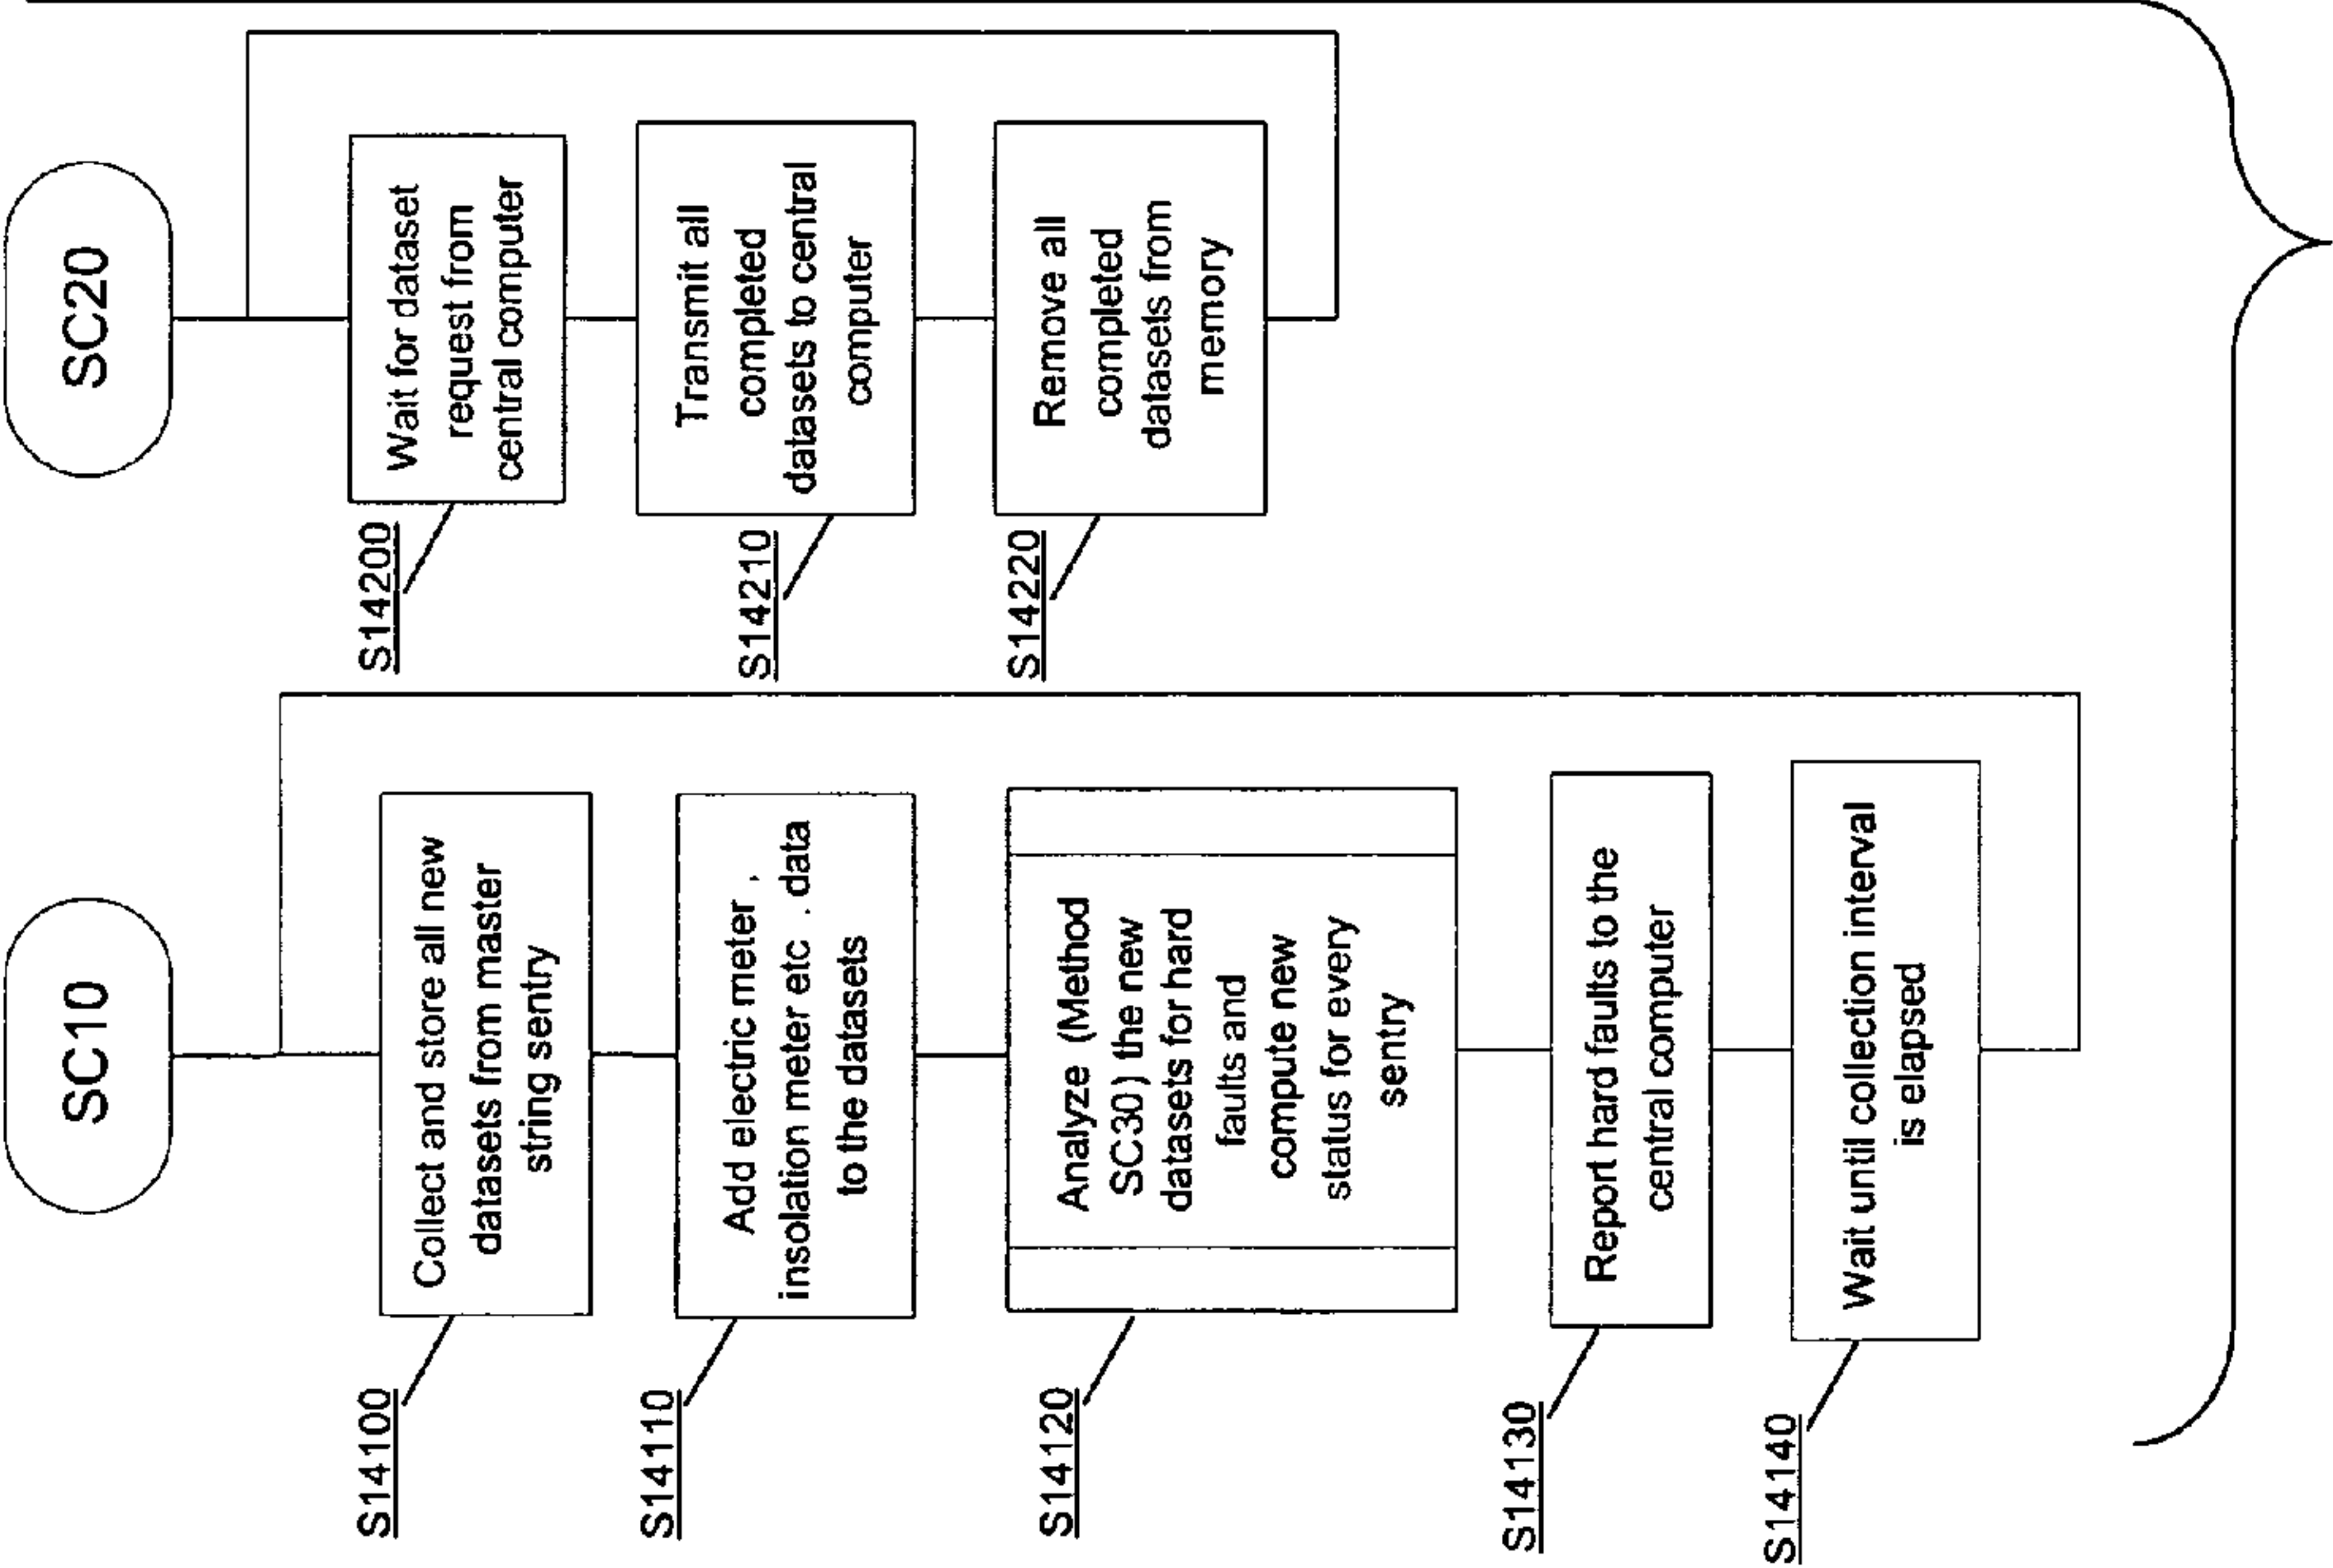 SC10
S14100
Collect and store all new
datasets from master
string sentry
S14110
Add electric meter ,
insolation meter etc . data
to the datasets
S14120
Analyze (Method
SC30) the new
datasets for hard
faults and
compute new
status for every
sentry
S14130
Report hard faults to the
central computer
S14140
Wait until collection interval
is elapsed
SC20
S14200
Wait for dataset
request from
central computer
S14210
Transmit all
completed
datasets to central
computer
S14220
Remove all
completed
datasets from
memory